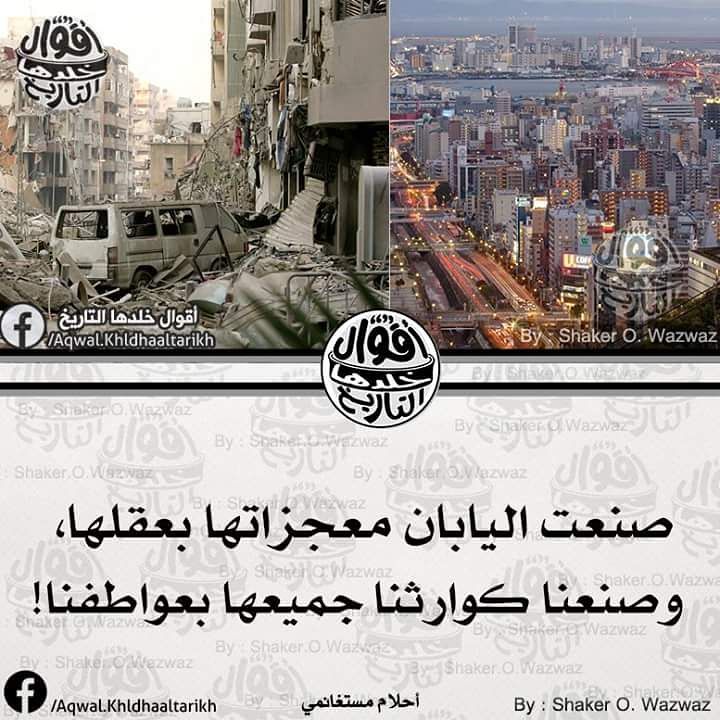 أقوال
خلدها
التاريخ
أقوال خلدها التاريخ
/Aqwal.Khldhaaltarikh
By : Shaker O. Wazwaz
أقوال
خلدها
التاريخ
صنعت اليابان معجزاتها بعقلها،
وصنعنا كوارثنا جميعها بعواطفنا!
/Aqwal.Khldhaaltarikh
أحلام مستغانمي
By : Shaker O. Wazwaz